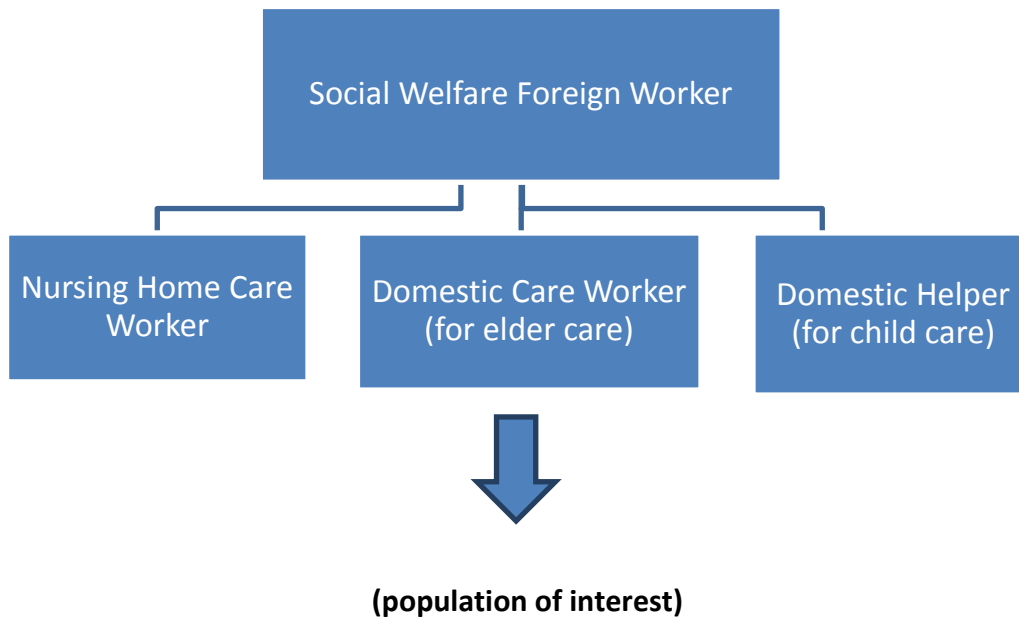 Social Welfare Foreign Worker
Nursing Home Care
Worker
Domestic Care Worker
(for elder care)
Domestic Helper
(for child care)
(population of interest)